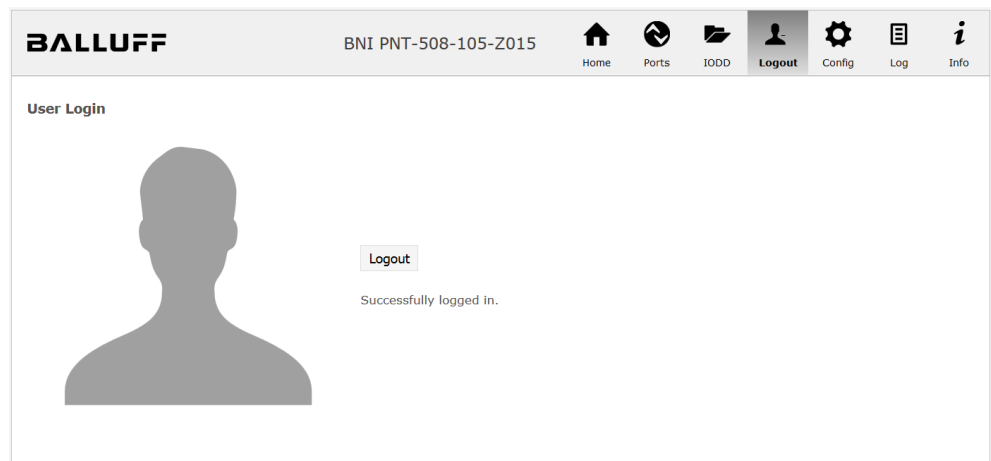 BALLUFF
BNI PNT-508-105-Z015
Home Ports IODD Logout Config Log Info
User Login
Logout
Successfully logged in.